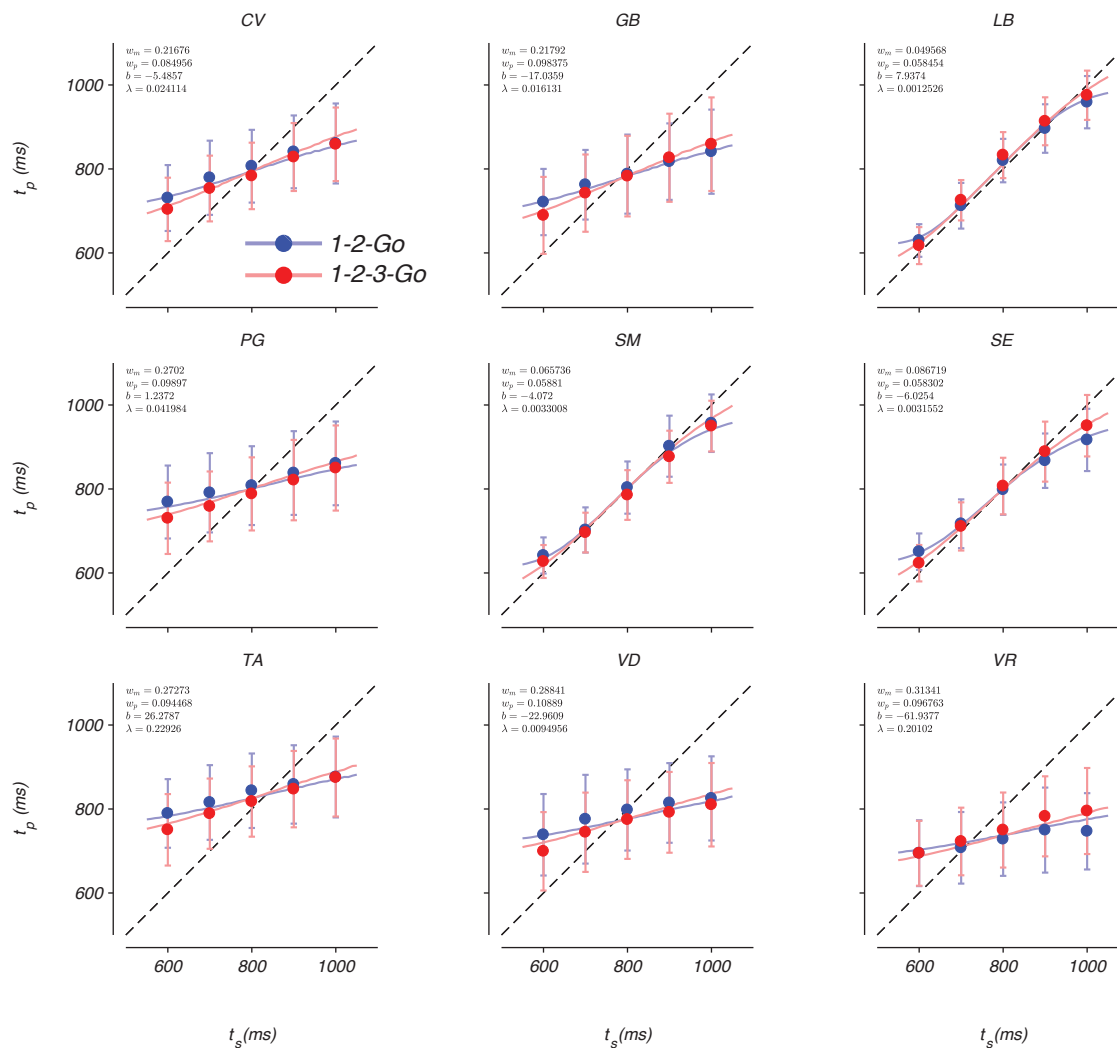 CV
w_m = 0.21676
w_p = 0.084956
b = −5.4857
λ = 0.024114
t_p (ms)
1000
800
600
1-2-Go
1-2-3-Go
GB
w_m = 0.21792
w_p = 0.098375
b = −17.0359
λ = 0.016131
LB
w_m = 0.049568
w_p = 0.058454
b = 7.9374
λ = 0.0012526
PG
w_m = 0.2702
w_p = 0.09897
b = 1.2372
λ = 0.041984
t_p (ms)
1000
800
600
SM
w_m = 0.065736
w_p = 0.05881
b = −4.072
λ = 0.0033008
SE
w_m = 0.086719
w_p = 0.058302
b = −6.0254
λ = 0.0031552
TA
w_m = 0.27273
w_p = 0.094468
b = 26.2787
λ = 0.22926
t_p (ms)
1000
800
600
600 800 1000
t_s(ms)
VD
w_m = 0.28841
w_p = 0.10889
b = −22.9609
λ = 0.0094956
600 800 1000
t_s(ms)
VR
w_m = 0.31341
w_p = 0.096763
b = −61.9377
λ = 0.20102
600 800 1000
t_s(ms)